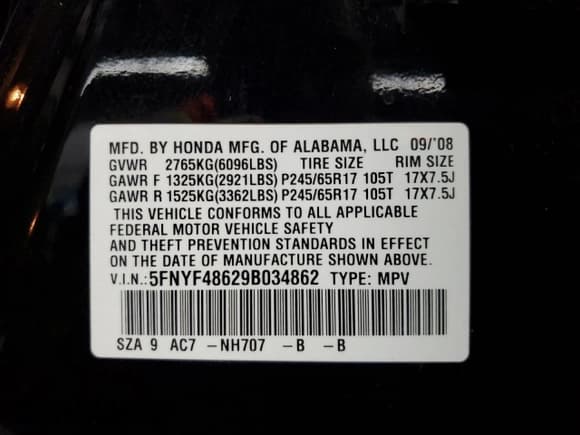 MFD. BY HONDA MFG. OF ALABAMA, LLC 09/'08
GVWR 2765KG(6096LBS) TIRE SIZE RIM SIZE
GAWR F 1325KG(2921LBS) P245/65R17 105T 17X7.5J
GAWR R 1525KG(3362LBS) P245/65R17 105T 17X7.5J
THIS VEHICLE CONFORMS TO ALL APPLICABLE
FEDERAL MOTOR VEHICLE SAFETY
AND THEFT PREVENTION STANDARDS IN EFFECT
ON THE DATE OF MANUFACTURE SHOWN ABOVE.
V.I.N.:5FNYF48629B034862 TYPE: MPV
SZA 9 AC7 -NH707 -B -B